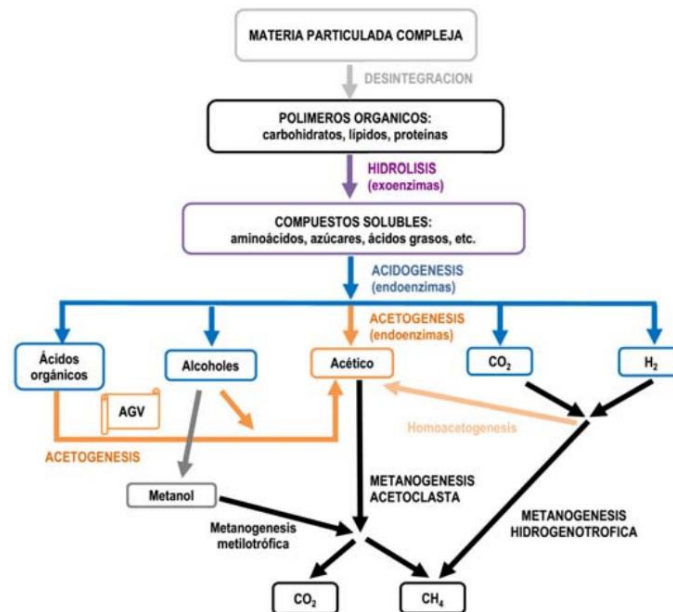 MATERIA PARTICULADA COMPLEJA
DESINTEGRACION
POLIMEROS ORGANICOS:
carbohidratos, lípidos, proteínas
HIDROLISIS
(exoenzimas)
COMPUESTOS SOLUBLES:
aminoácidos, azúcares, ácidos grasos, etc.
ACIDOGENESIS
(endoenzimas)
ACETOGENESIS
(endoenzimas)
Ácidos
orgánicos
Alcoholes
Acético
CO₂
H₂
AGV
Homoacetogenesis
ACETOGENESIS
METANOGENESIS
ACETOCLASTA
Metanol
METANOGENESIS
HIDROGENOTROFICA
Metanogenesis
metilotrófica
CO₂
CH₄